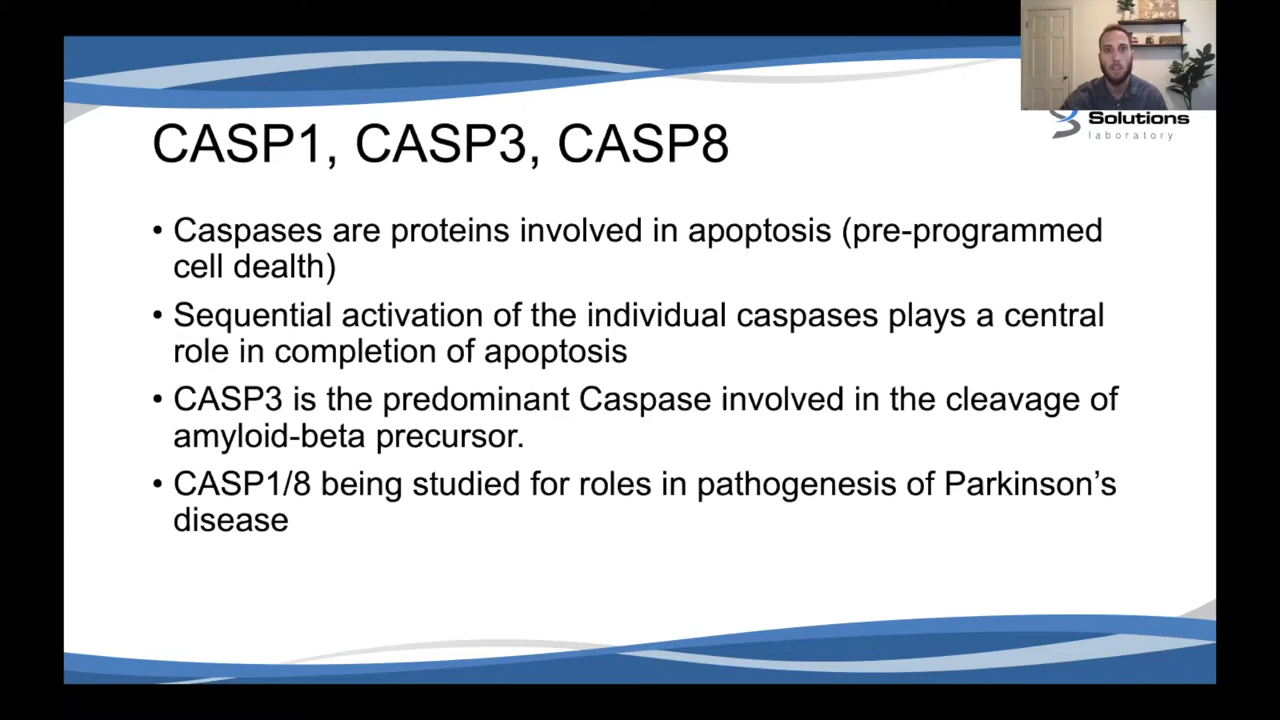 Solutions
laboratory
CASP1, CASP3, CASP8
• Caspases are proteins involved in apoptosis (pre-programmed
cell dealth)
• Sequential activation of the individual caspases plays a central
role in completion of apoptosis
• CASP3 is the predominant Caspase involved in the cleavage of
amyloid-beta precursor.
• CASP1/8 being studied for roles in pathogenesis of Parkinson’s
disease